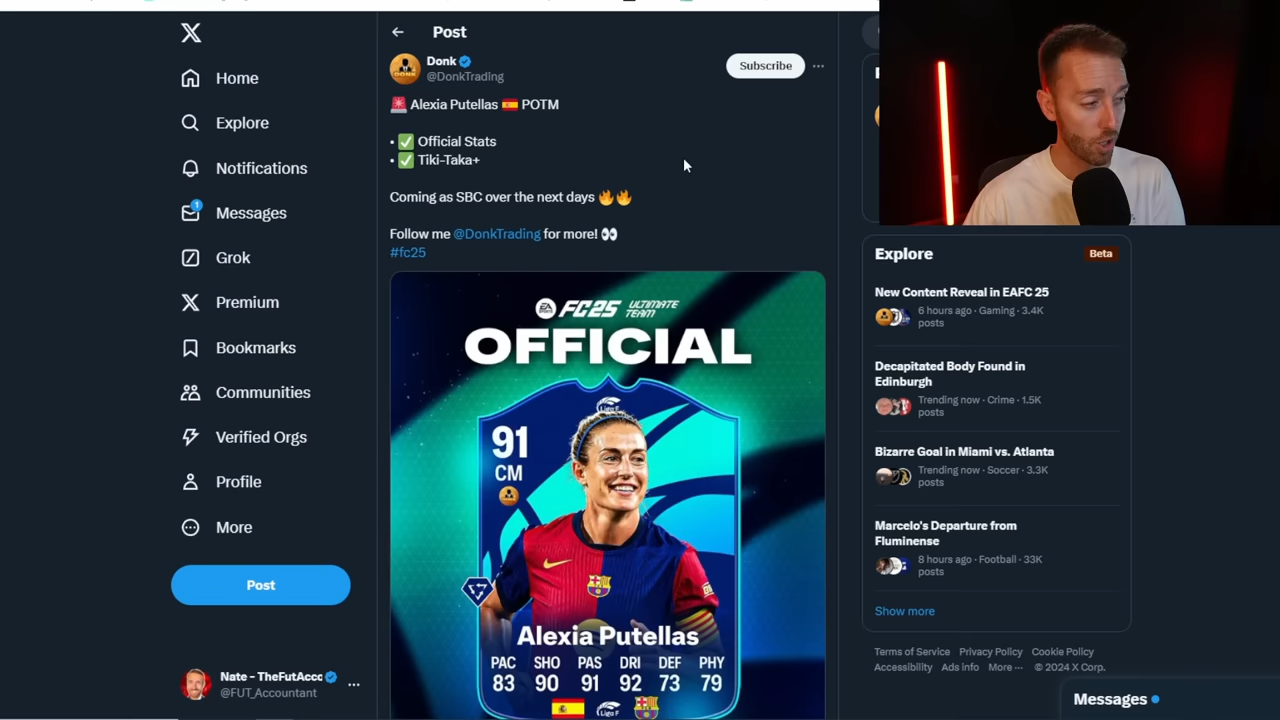 Home
Explore
Notifications
1
Messages
Grok
Premium
Bookmarks
Communities
Verified Orgs
Profile
More
Post
Nate - TheFutAccc
@FUT_Accountant
Post
Donk
@DonkTrading
Subscribe
🚨 Alexia Putellas 🇪🇸 POTM
• ✅ Official Stats
• ✅ Tiki-Taka+
Coming as SBC over the next days 🔥🔥
Follow me @DonkTrading for more! 👀
#fc25
EA SPORTS FC25 ULTIMATE TEAM
OFFICIAL
Liga F
91
CM
Alexia Putellas
PAC SHO PAS DRI DEF PHY
83 90 91 92 73 79
Explore
Beta
New Content Reveal in EAFC 25
6 hours ago · Gaming · 3.4K
posts
Decapitated Body Found in
Edinburgh
Trending now · Crime · 1.5K
posts
Bizarre Goal in Miami vs. Atlanta
Trending now · Soccer · 3.3K
posts
Marcelo's Departure from
Fluminense
8 hours ago · Football · 33K
posts
Show more
Terms of Service Privacy Policy Cookie Policy
Accessibility Ads info More ··· © 2024 X Corp.
Messages